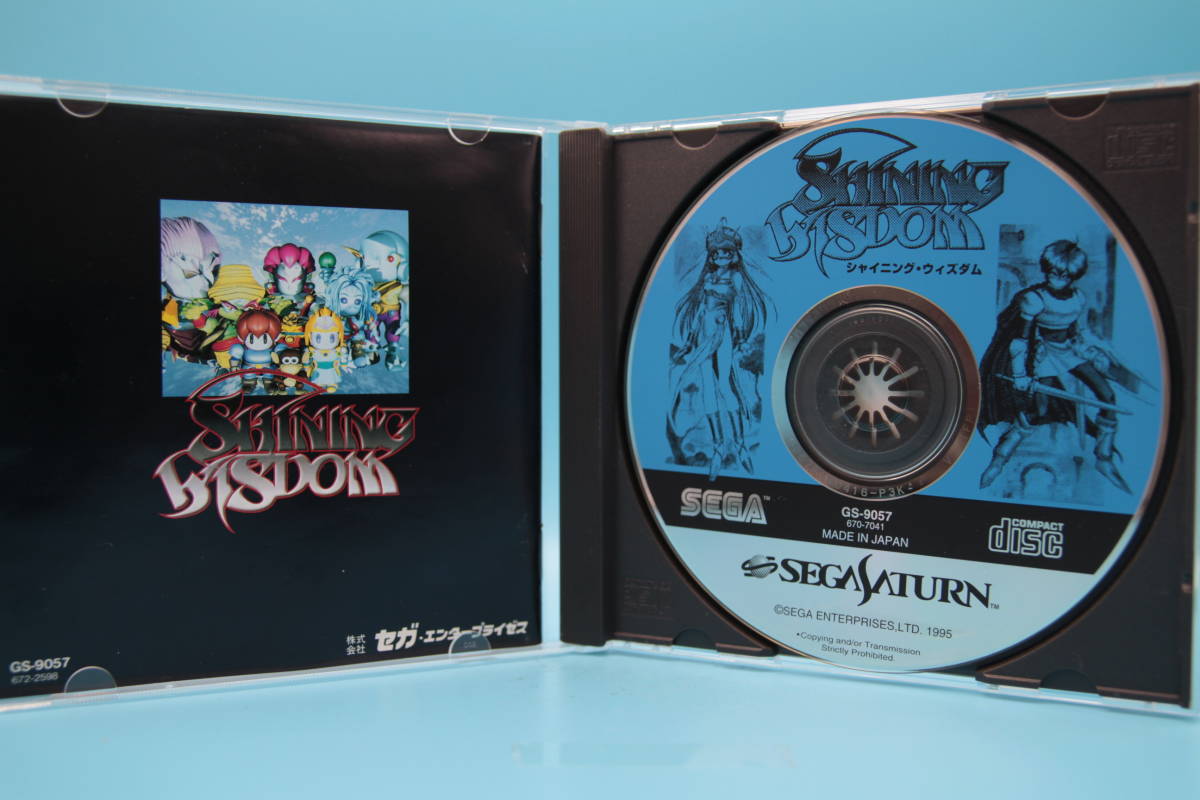 SHINING
WISDOM
株式会社 セガ・エンタープライゼス
GS-9057
672-2598
SHINING
WISDOM
シャイニング・ウィズダム
SEGA™
GS-9057
670-7041
MADE IN JAPAN
COMPACT
disc
SEGA SATURN™
©SEGA ENTERPRISES,LTD. 1995
•Copying and/or Transmission
Strictly Prohibited.